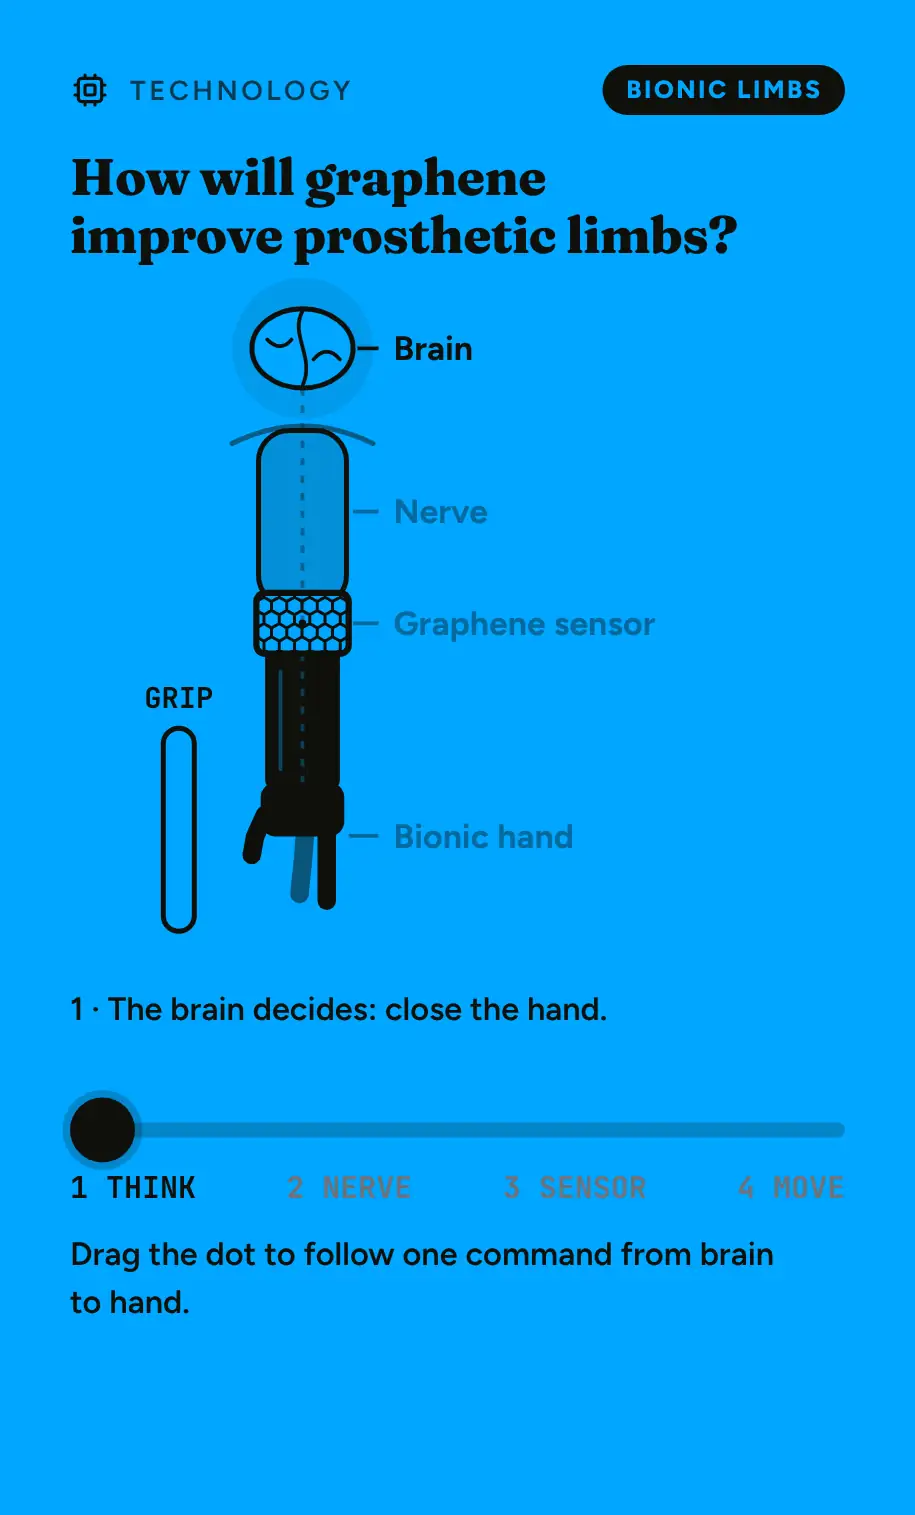 TECHNOLOGY
BIONIC LIMBS
How will graphene
improve prosthetic limbs?
Brain
Nerve
Graphene sensor
GRIP
Bionic hand
1 · The brain decides: close the hand.
1 THINK
2 NERVE
3 SENSOR
4 MOVE
Drag the dot to follow one command from brain
to hand.